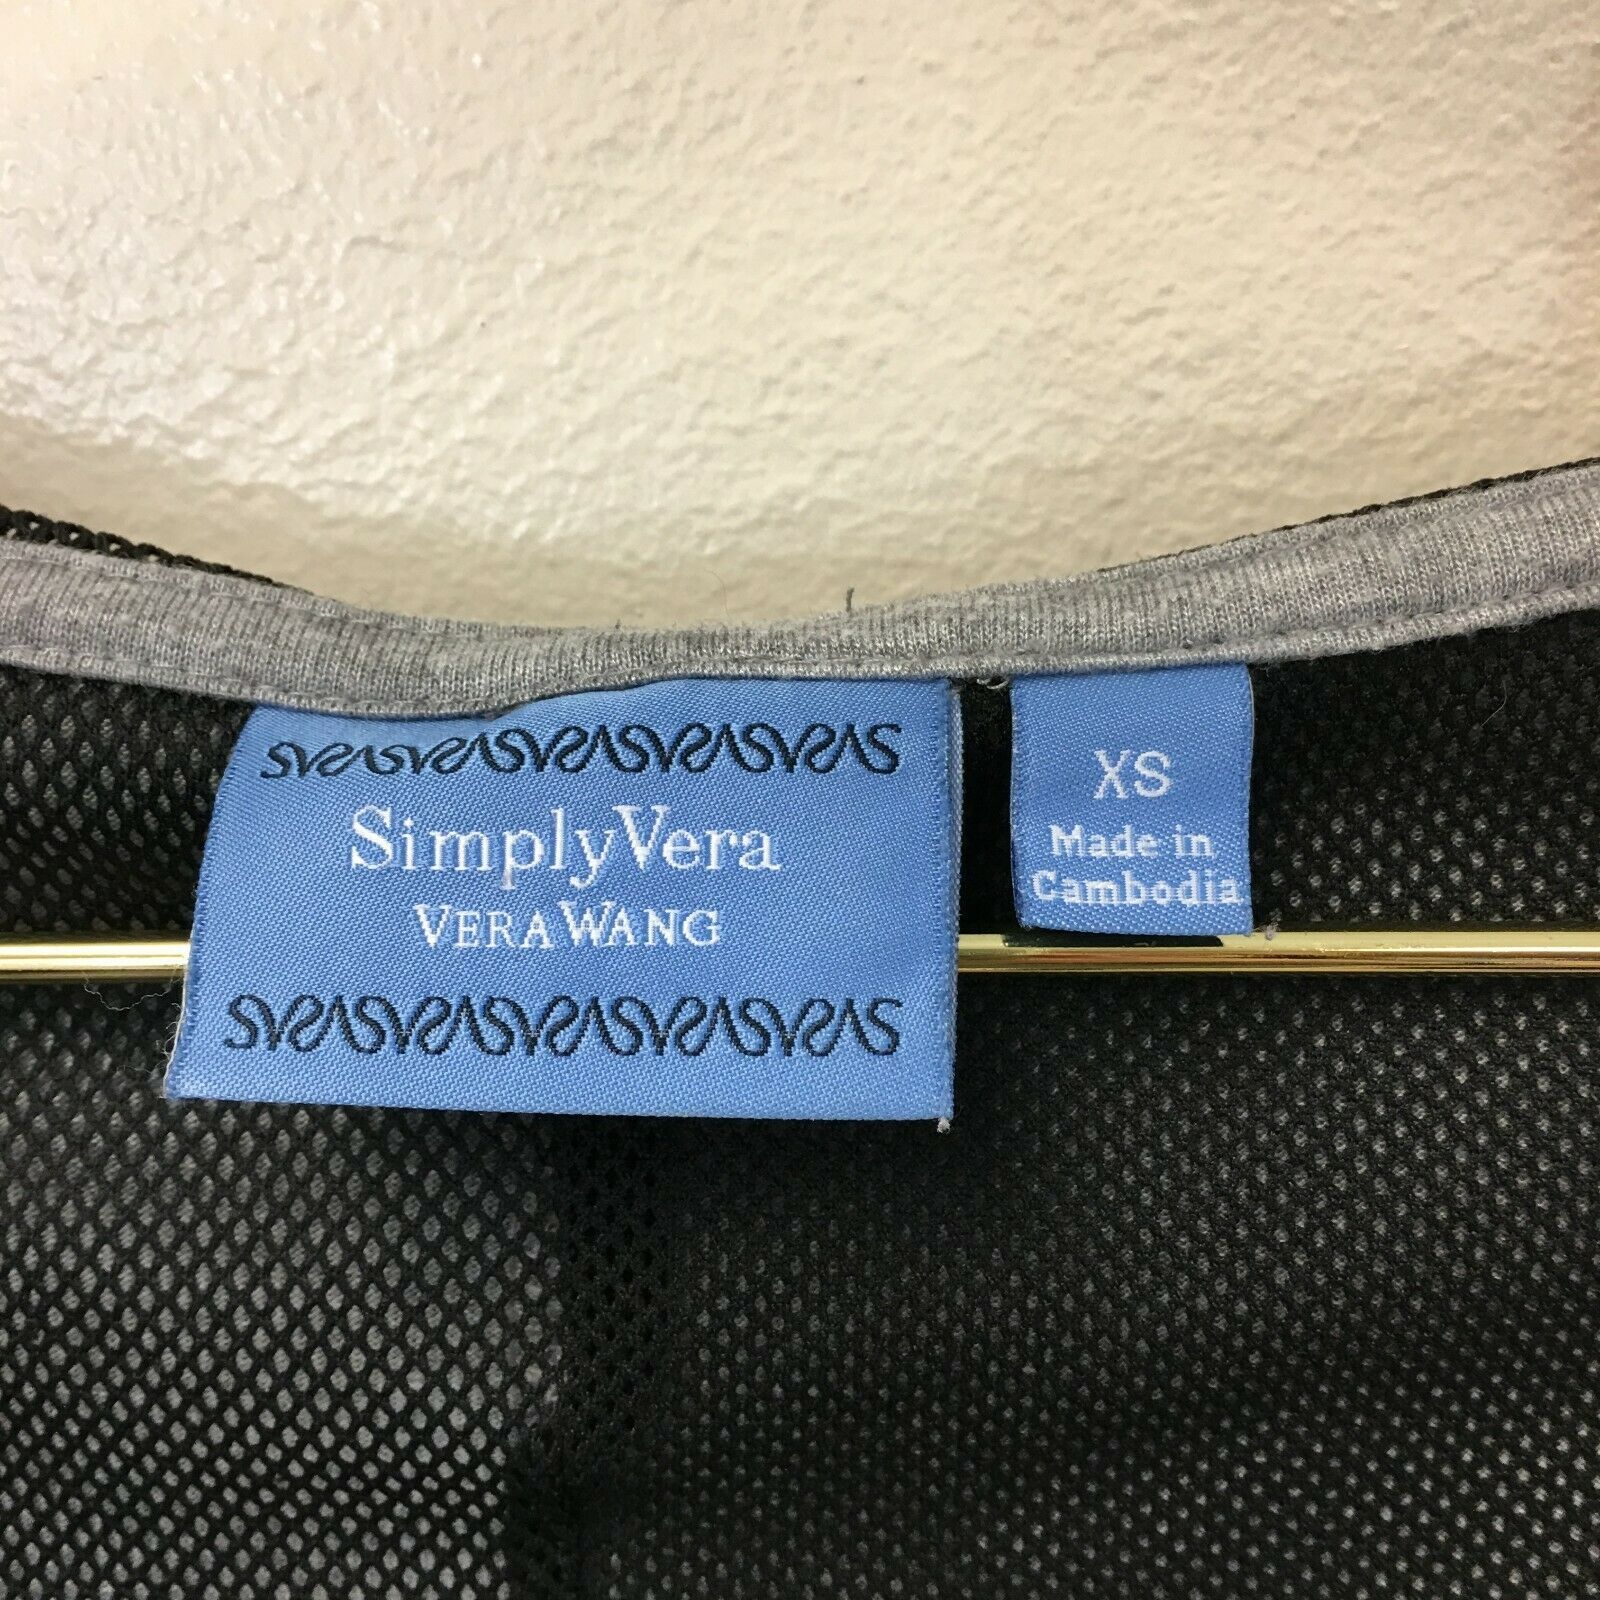 SimplyVera
VERA WANG
XS
Made in
Cambodia